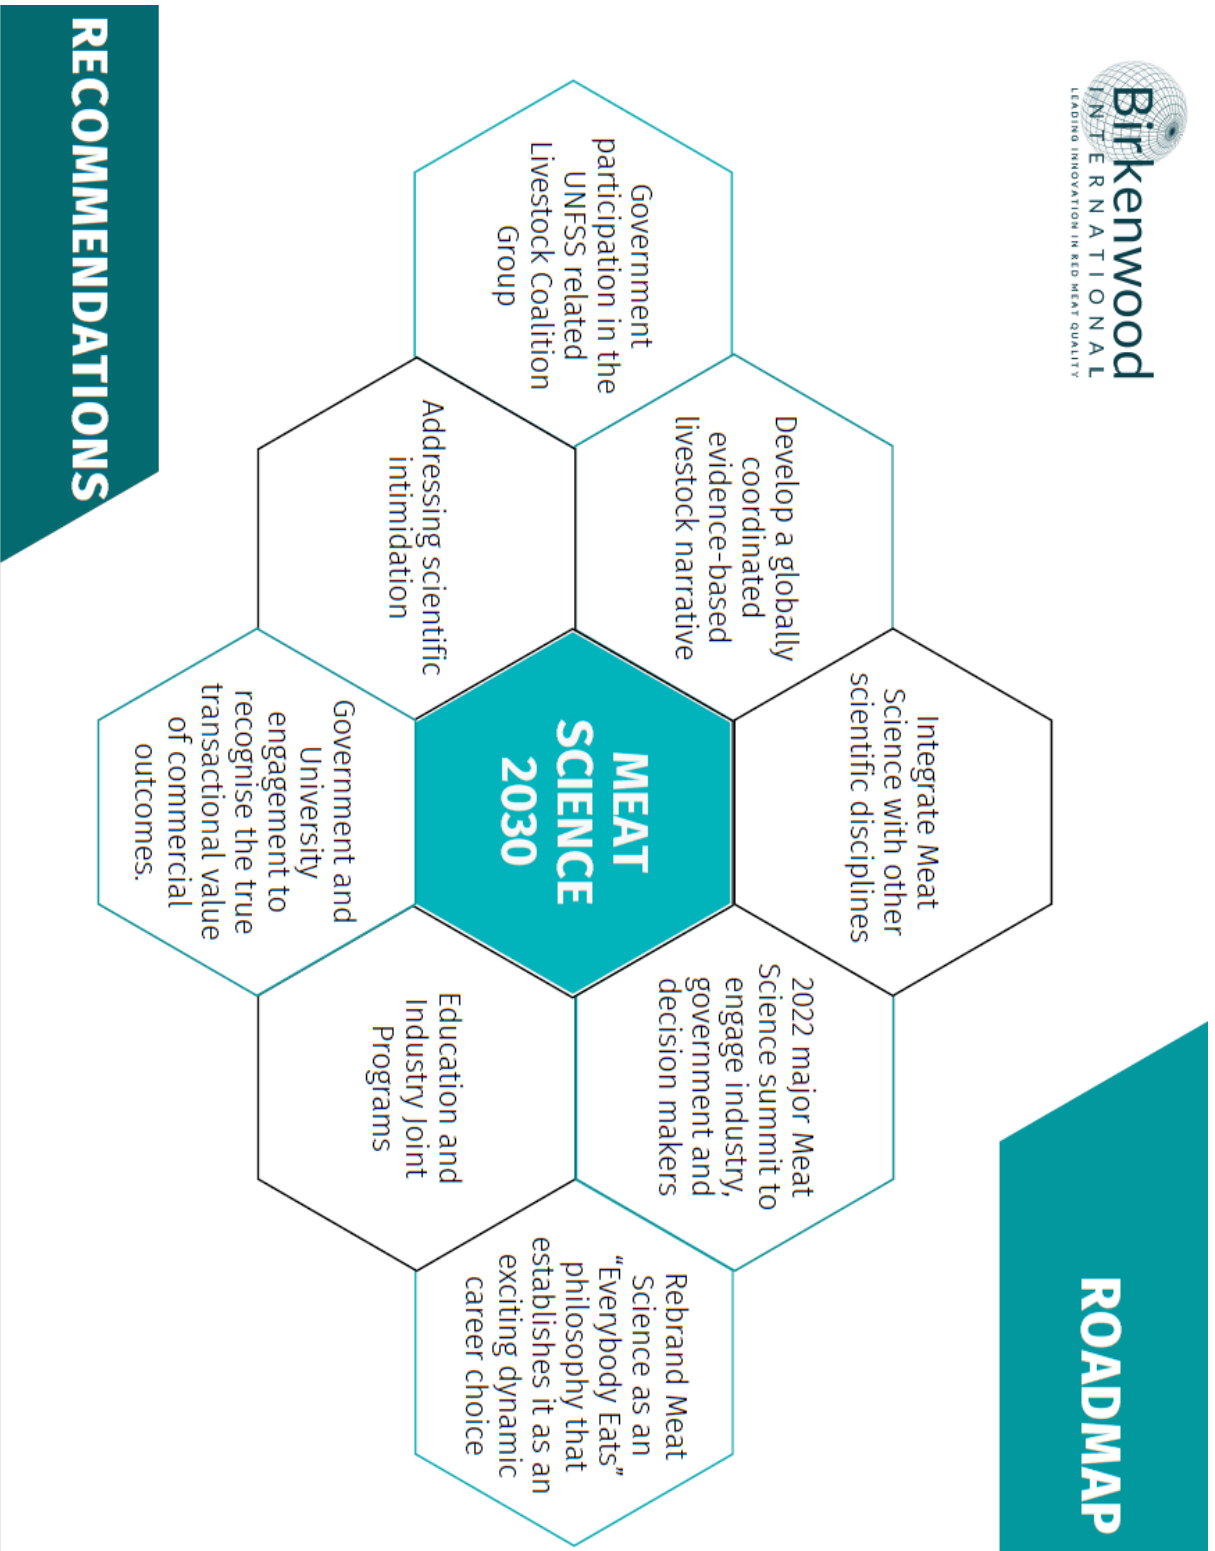 Birkenwood
INTERNATIONAL
LEADING INNOVATION IN RED MEAT QUALITY
ROADMAP
Integrate Meat
Science with other
scientific disciplines
Develop a globally
coordinated
evidence-based
livestock narrative
2022 major Meat
Science summit to
engage industry,
government and
decision makers
Government
participation in the
UNFSS related
Livestock Coalition
Group
MEAT
SCIENCE
2030
Rebrand Meat
Science as an
“Everybody Eats”
philosophy that
establishes it as an
exciting dynamic
career choice
Addressing scientific
intimidation
Education and
Industry Joint
Programs
Government and
University
engagement to
recognise the true
transactional value
of commercial
outcomes.
RECOMMENDATIONS